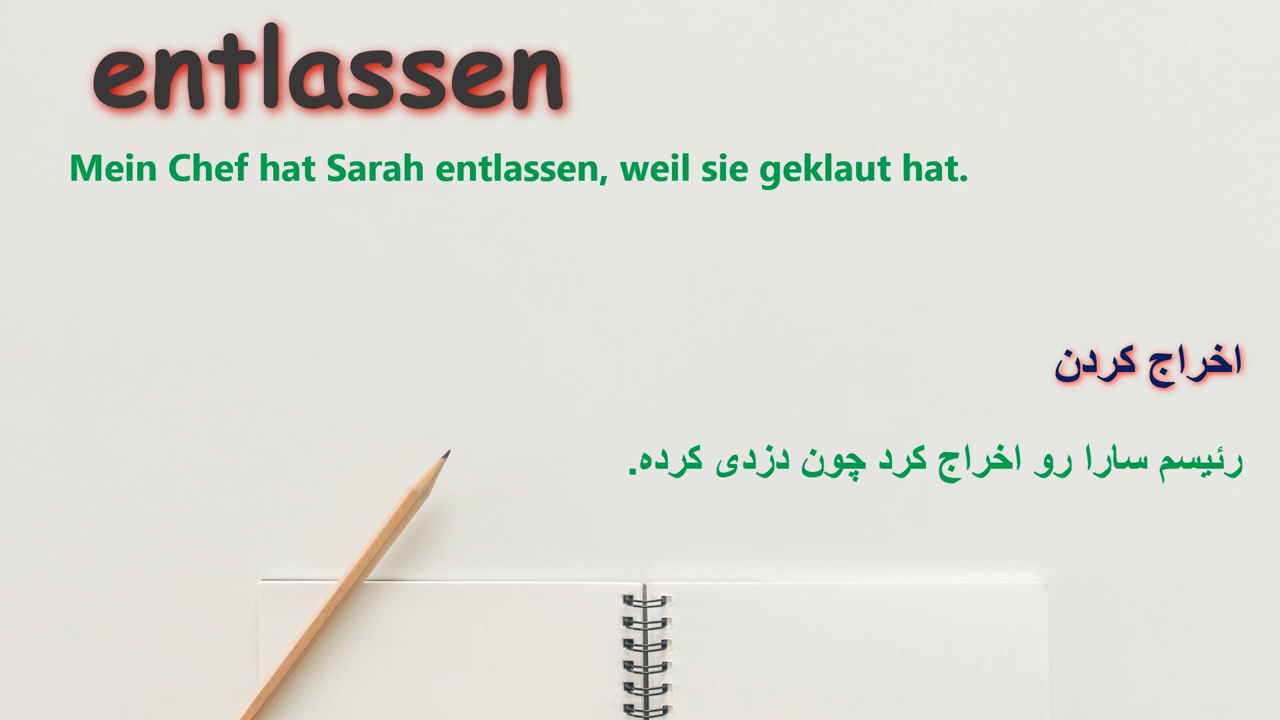 entlassen
Mein Chef hat Sarah entlassen, weil sie geklaut hat.
اخراج کردن
رئیسم سارا رو اخراج کرد چون دزدی کرده.